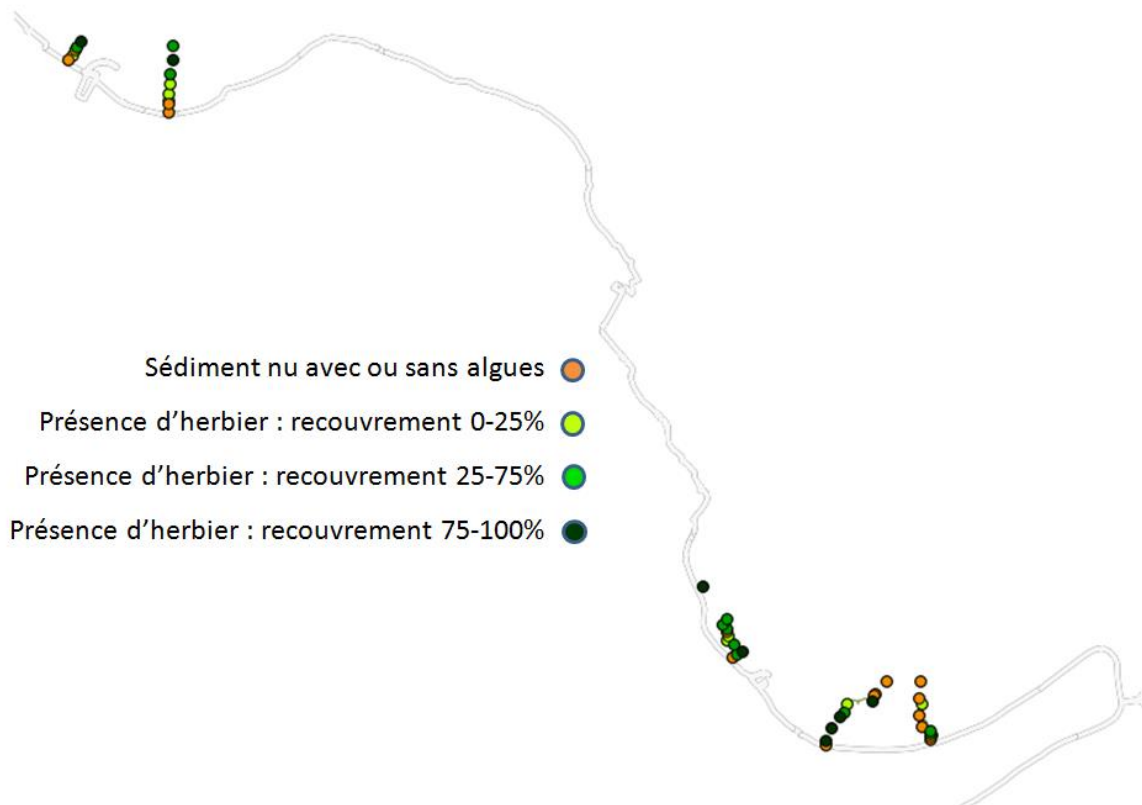 Sédiment nu avec ou sans algues
Présence d’herbier : recouvrement 0-25%
Présence d’herbier : recouvrement 25-75%
Présence d’herbier : recouvrement 75-100%